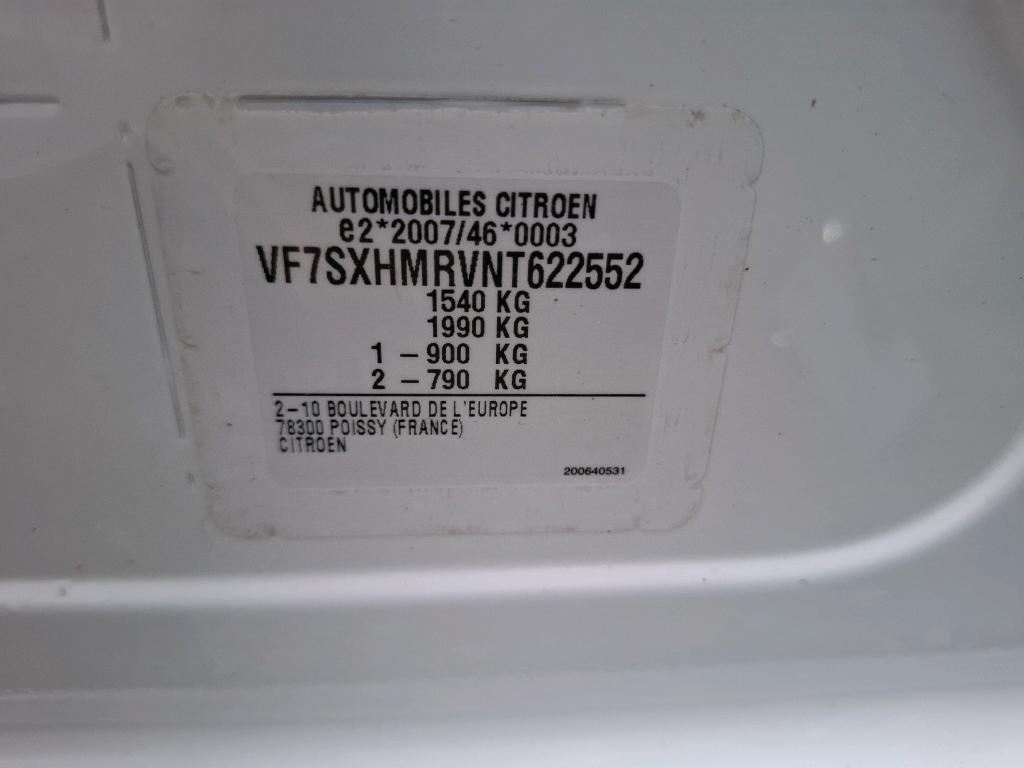 AUTOMOBILES CITROEN
e2*2007/46*0003
VF7SXHMRVNT622552
1540 KG
1990 KG
1 - 900 KG
2 - 790 KG
2-10 BOULEVARD DE L'EUROPE
78300 POISSY (FRANCE)
CITROEN
200640531